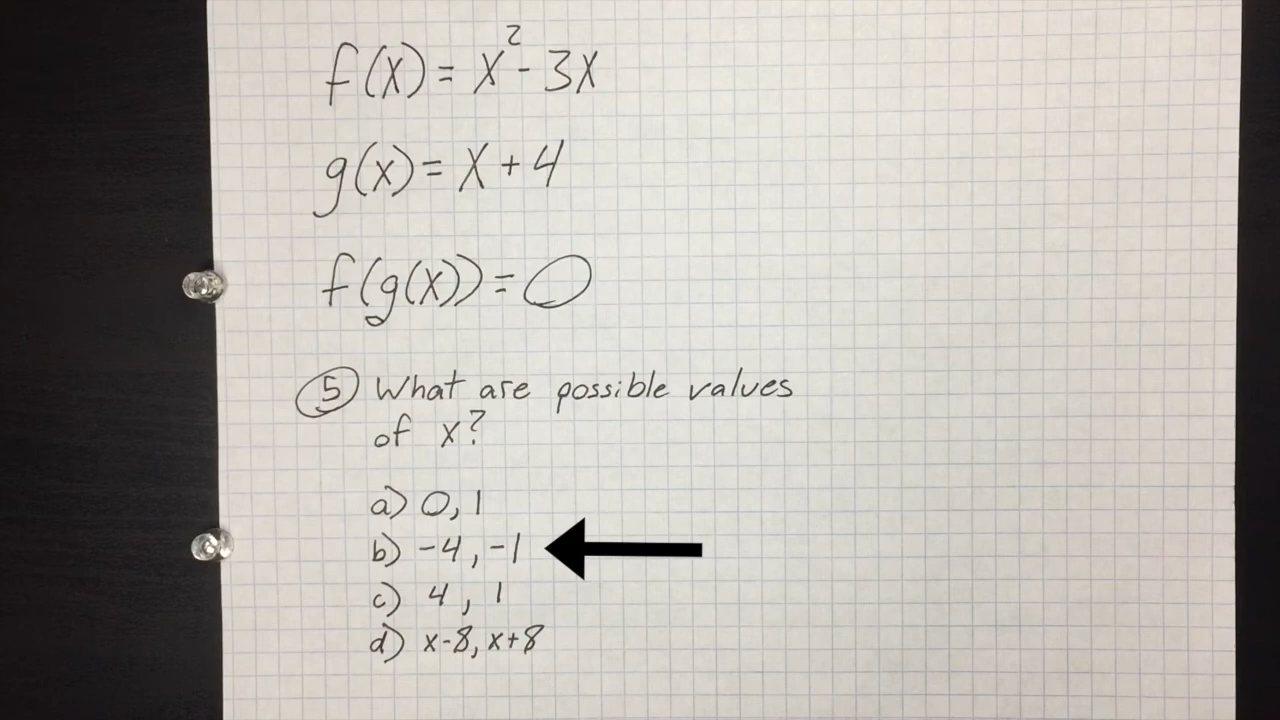 f(x) = x² - 3x
g(x) = x + 4
f(g(x)) = 0
5 What are possible values
of x?
a) 0, 1
b) -4, -1
c) 4, 1
d) x-8, x+8